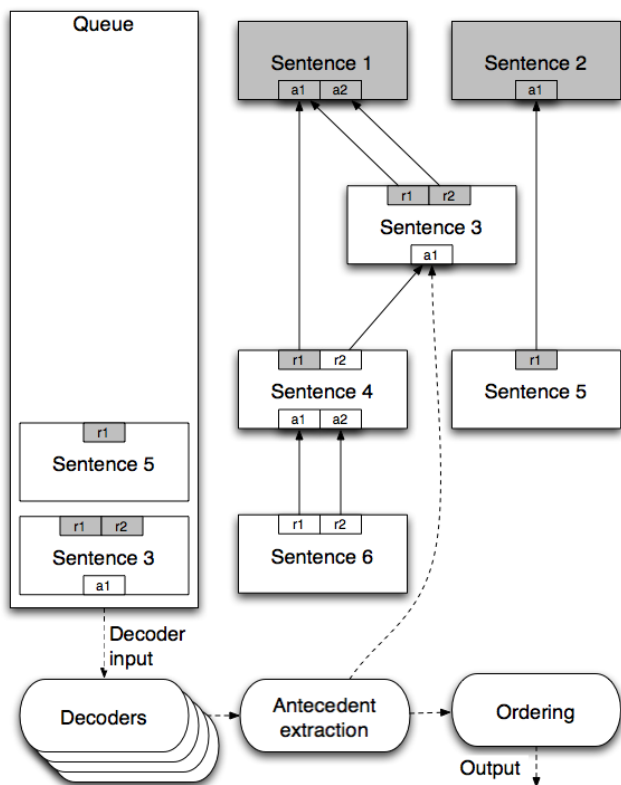 Queue
Sentence 1
a1 a2
Sentence 2
a1
r1 r2
Sentence 3
a1
r1 r2
Sentence 4
a1 a2
r1
Sentence 5
r1
Sentence 5
r1 r2
Sentence 3
a1
r1 r2
Sentence 6
Decoder
input
Decoders
Antecedent
extraction
Ordering
Output